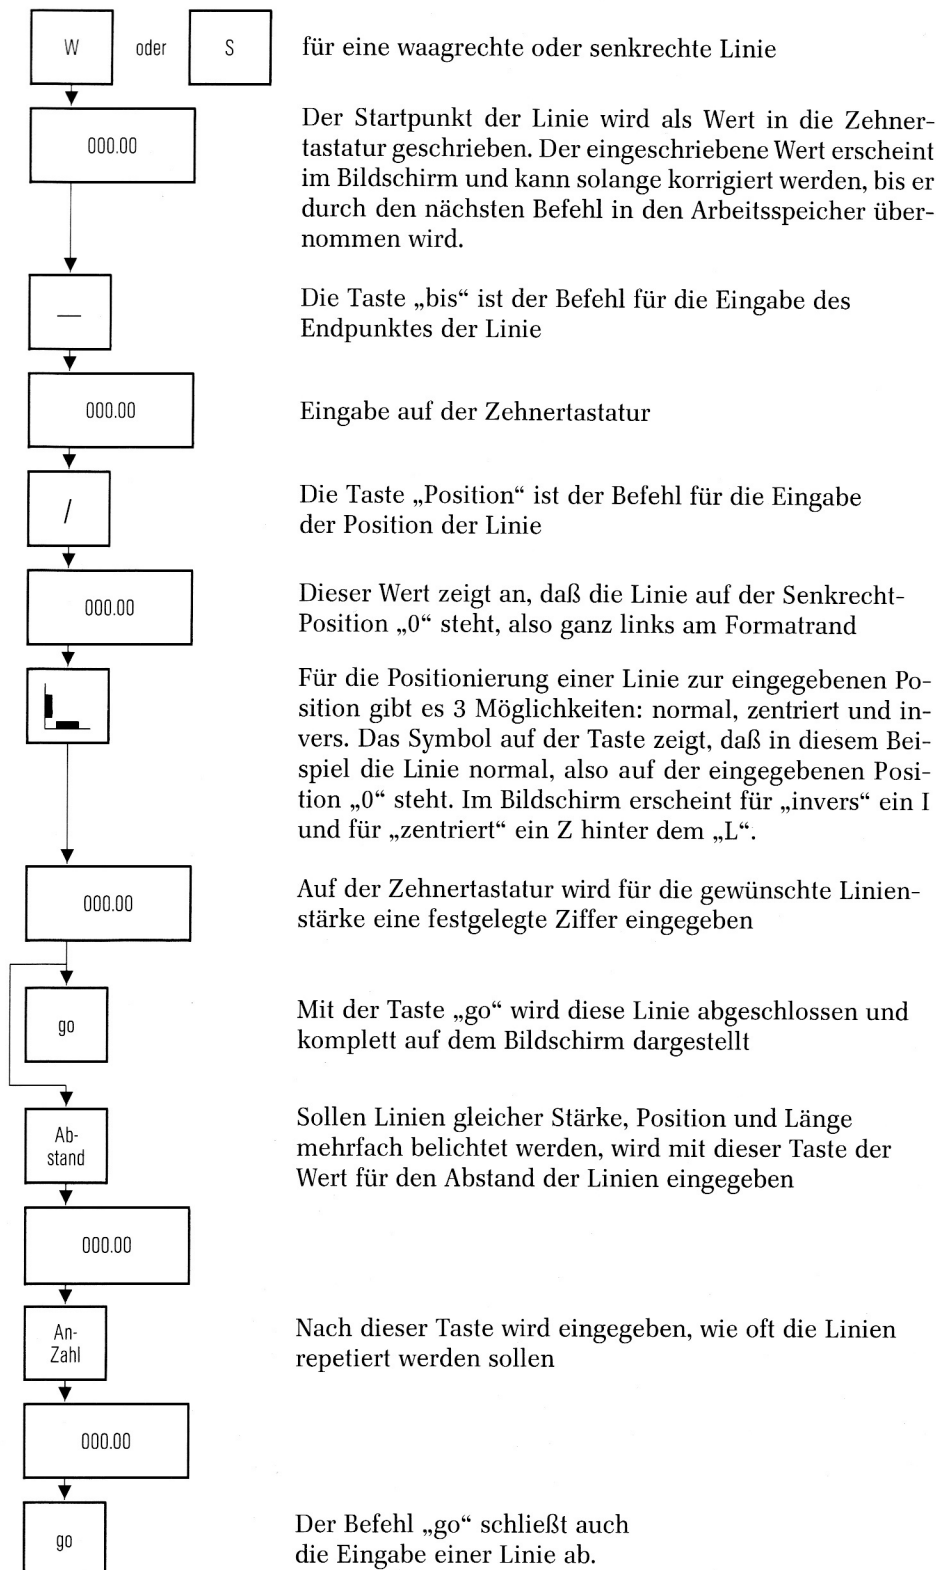 W oder S für eine waagrechte oder senkrechte Linie
000.00
Der Startpunkt der Linie wird als Wert in die Zehner-
tastatur geschrieben. Der eingeschriebene Wert erscheint
im Bildschirm und kann solange korrigiert werden, bis er
durch den nächsten Befehl in den Arbeitsspeicher über-
nommen wird.
—
Die Taste „bis“ ist der Befehl für die Eingabe des
Endpunktes der Linie
000.00
Eingabe auf der Zehnertastatur
/
Die Taste „Position“ ist der Befehl für die Eingabe
der Position der Linie
000.00
Dieser Wert zeigt an, daß die Linie auf der Senkrecht-
Position „0“ steht, also ganz links am Formatrand
Für die Positionierung einer Linie zur eingegebenen Po-
sition gibt es 3 Möglichkeiten: normal, zentriert und in-
vers. Das Symbol auf der Taste zeigt, daß in diesem Bei-
spiel die Linie normal, also auf der eingegebenen Posi-
tion „0“ steht. Im Bildschirm erscheint für „invers“ ein I
und für „zentriert“ ein Z hinter dem „L“.
000.00
Auf der Zehnertastatur wird für die gewünschte Linien-
stärke eine festgelegte Ziffer eingegeben
go
Mit der Taste „go“ wird diese Linie abgeschlossen und
komplett auf dem Bildschirm dargestellt
Ab-
stand
Sollen Linien gleicher Stärke, Position und Länge
mehrfach belichtet werden, wird mit dieser Taste der
Wert für den Abstand der Linien eingegeben
000.00
An-
Zahl
Nach dieser Taste wird eingegeben, wie oft die Linien
repetiert werden sollen
000.00
go
Der Befehl „go“ schließt auch
die Eingabe einer Linie ab.